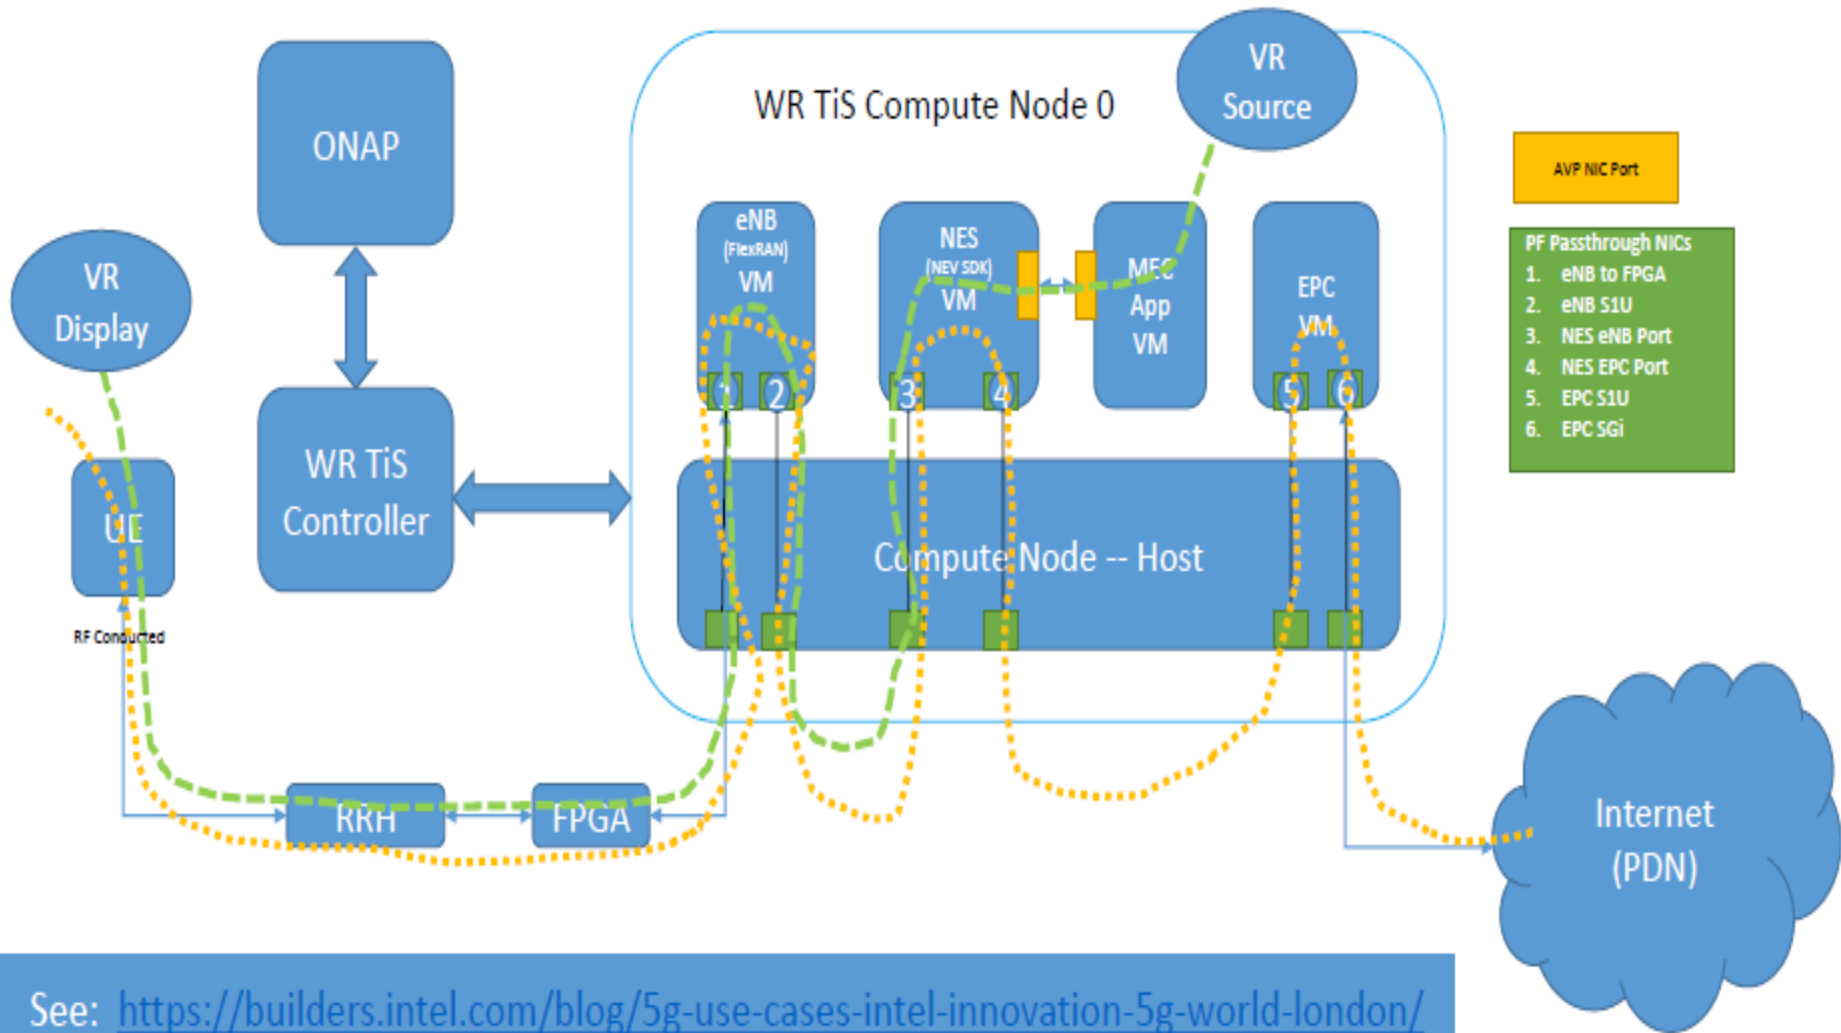 ONAP
WR TiS Compute Node 0
VR
Source
AVP NIC Port
eNB
(FlexRAN)
VM
NES
(NEV SDK)
VM
MEC
App
VM
EPC
VM
PF Passthrough NICs
1. eNB to FPGA
2. eNB S1U
3. NES eNB Port
4. NES EPC Port
5. EPC S1U
6. EPC SGi
VR
Display
1
2
3
4
5
6
WR TiS
Controller
UE
RF Conducted
Compute Node -- Host
RRH
FPGA
Internet
(PDN)
See: https://builders.intel.com/blog/5g-use-cases-intel-innovation-5g-world-london/